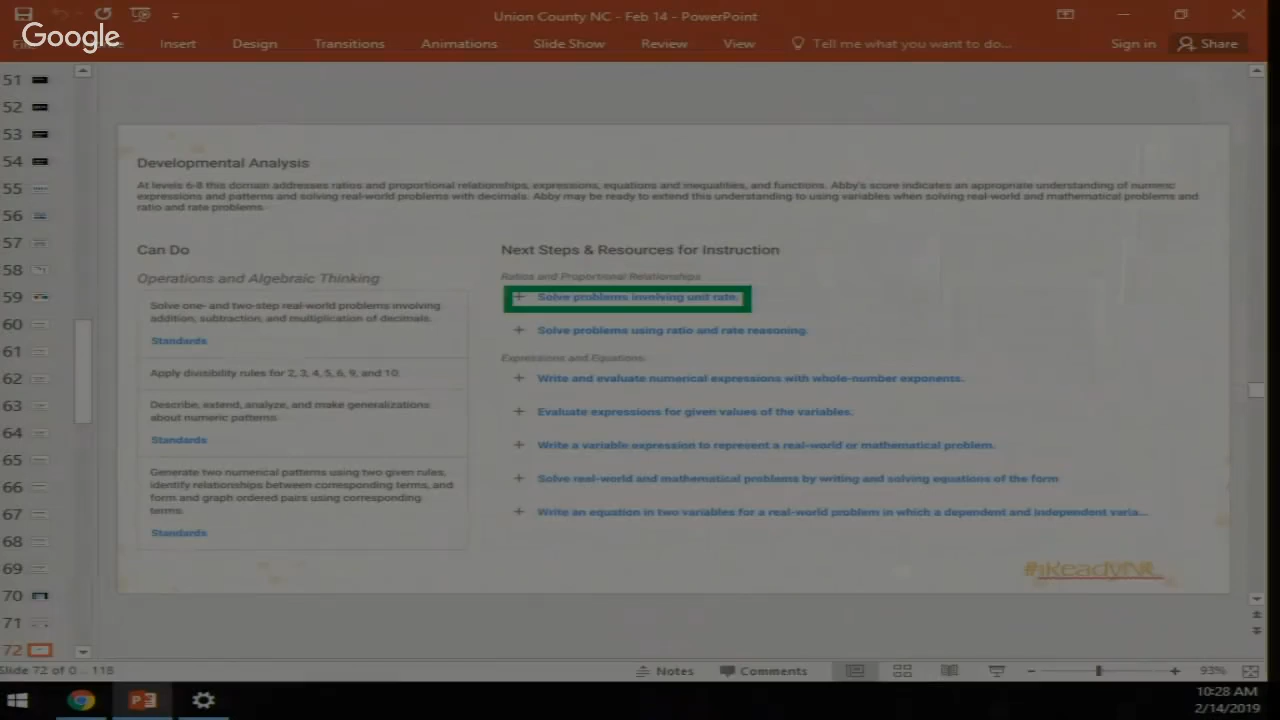 Union County NC - Feb 14 - PowerPoint
Google
Insert
Design
Transitions
Animations
Slide Show
Review
View
Tell me what you want to do...
Sign in
Share
51
52
53
54
55
56
57
58
59
60
61
62
63
64
65
66
67
68
69
70
71
72
Developmental Analysis
At levels 6-8 this domain addresses ratios and proportional relationships, expressions, equations and inequalities, and functions. Abby's score indicates an appropriate understanding of numeric
expressions and patterns and solving real-world problems with decimals. Abby may be ready to extend this understanding to using variables when solving real-world and mathematical problems and
ratio and rate problems.
Can Do
Operations and Algebraic Thinking
Solve one- and two-step real-world problems involving
addition, subtraction, and multiplication of decimals.
Standards
Apply divisibility rules for 2, 3, 4, 5, 6, 9, and 10.
Describe, extend, analyze, and make generalizations
about numeric patterns.
Standards
Generate two numerical patterns using two given rules,
identify relationships between corresponding terms, and
form and graph ordered pairs using corresponding
terms.
Standards
Next Steps & Resources for Instruction
Ratios and Proportional Relationships
+ Solve problems involving unit rate.
+ Solve problems using ratio and rate reasoning.
Expressions and Equations
+ Write and evaluate numerical expressions with whole-number exponents.
+ Evaluate expressions for given values of the variables.
+ Write a variable expression to represent a real-world or mathematical problem.
+ Solve real-world and mathematical problems by writing and solving equations of the form
+ Write an equation in two variables for a real-world problem in which a dependent and independent varia...
#iReadyNC
Slide 72 of 0 .. 118
Notes
Comments
93%
10:28 AM
2/14/2019